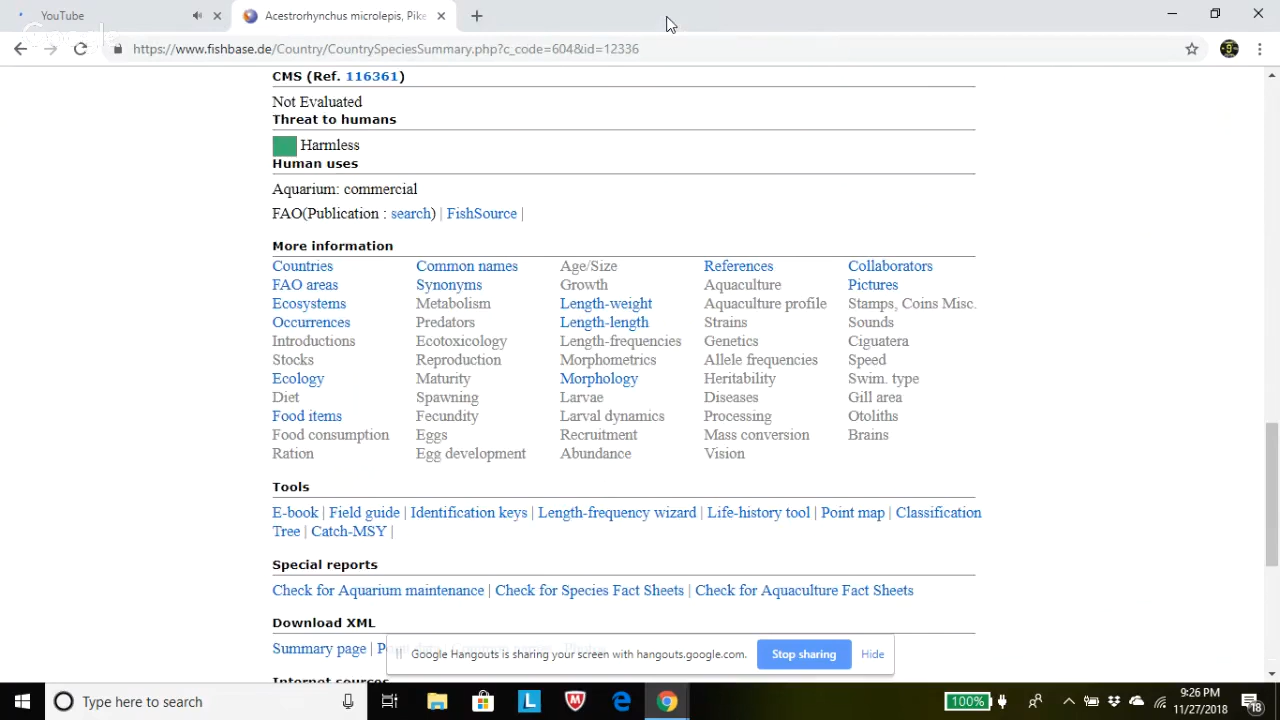 YouTube
Acestrorhynchus microlepis, Pike
https://www.fishbase.de/Country/CountrySpeciesSummary.php?c_code=604&id=12336
CMS (Ref. 116361)
Not Evaluated
Threat to humans
Harmless
Human uses
Aquarium: commercial
FAO(Publication : search) | FishSource |
More information
Countries Common names Age/Size References Collaborators
FAO areas Synonyms Growth Aquaculture Pictures
Ecosystems Metabolism Length-weight Aquaculture profile Stamps, Coins Misc.
Occurrences Predators Length-length Strains Sounds
Introductions Ecotoxicology Length-frequencies Genetics Ciguatera
Stocks Reproduction Morphometrics Allele frequencies Speed
Ecology Maturity Morphology Heritability Swim. type
Diet Spawning Larvae Diseases Gill area
Food items Fecundity Larval dynamics Processing Otoliths
Food consumption Eggs Recruitment Mass conversion Brains
Ration Egg development Abundance Vision
Tools
E-book | Field guide | Identification keys | Length-frequency wizard | Life-history tool | Point map | Classification
Tree | Catch-MSY |
Special reports
Check for Aquarium maintenance | Check for Species Fact Sheets | Check for Aquaculture Fact Sheets
Download XML
Summary page |
Google Hangouts is sharing your screen with hangouts.google.com. Stop sharing Hide
Internet sources
Type here to search
100%
9:26 PM
11/27/2018
18